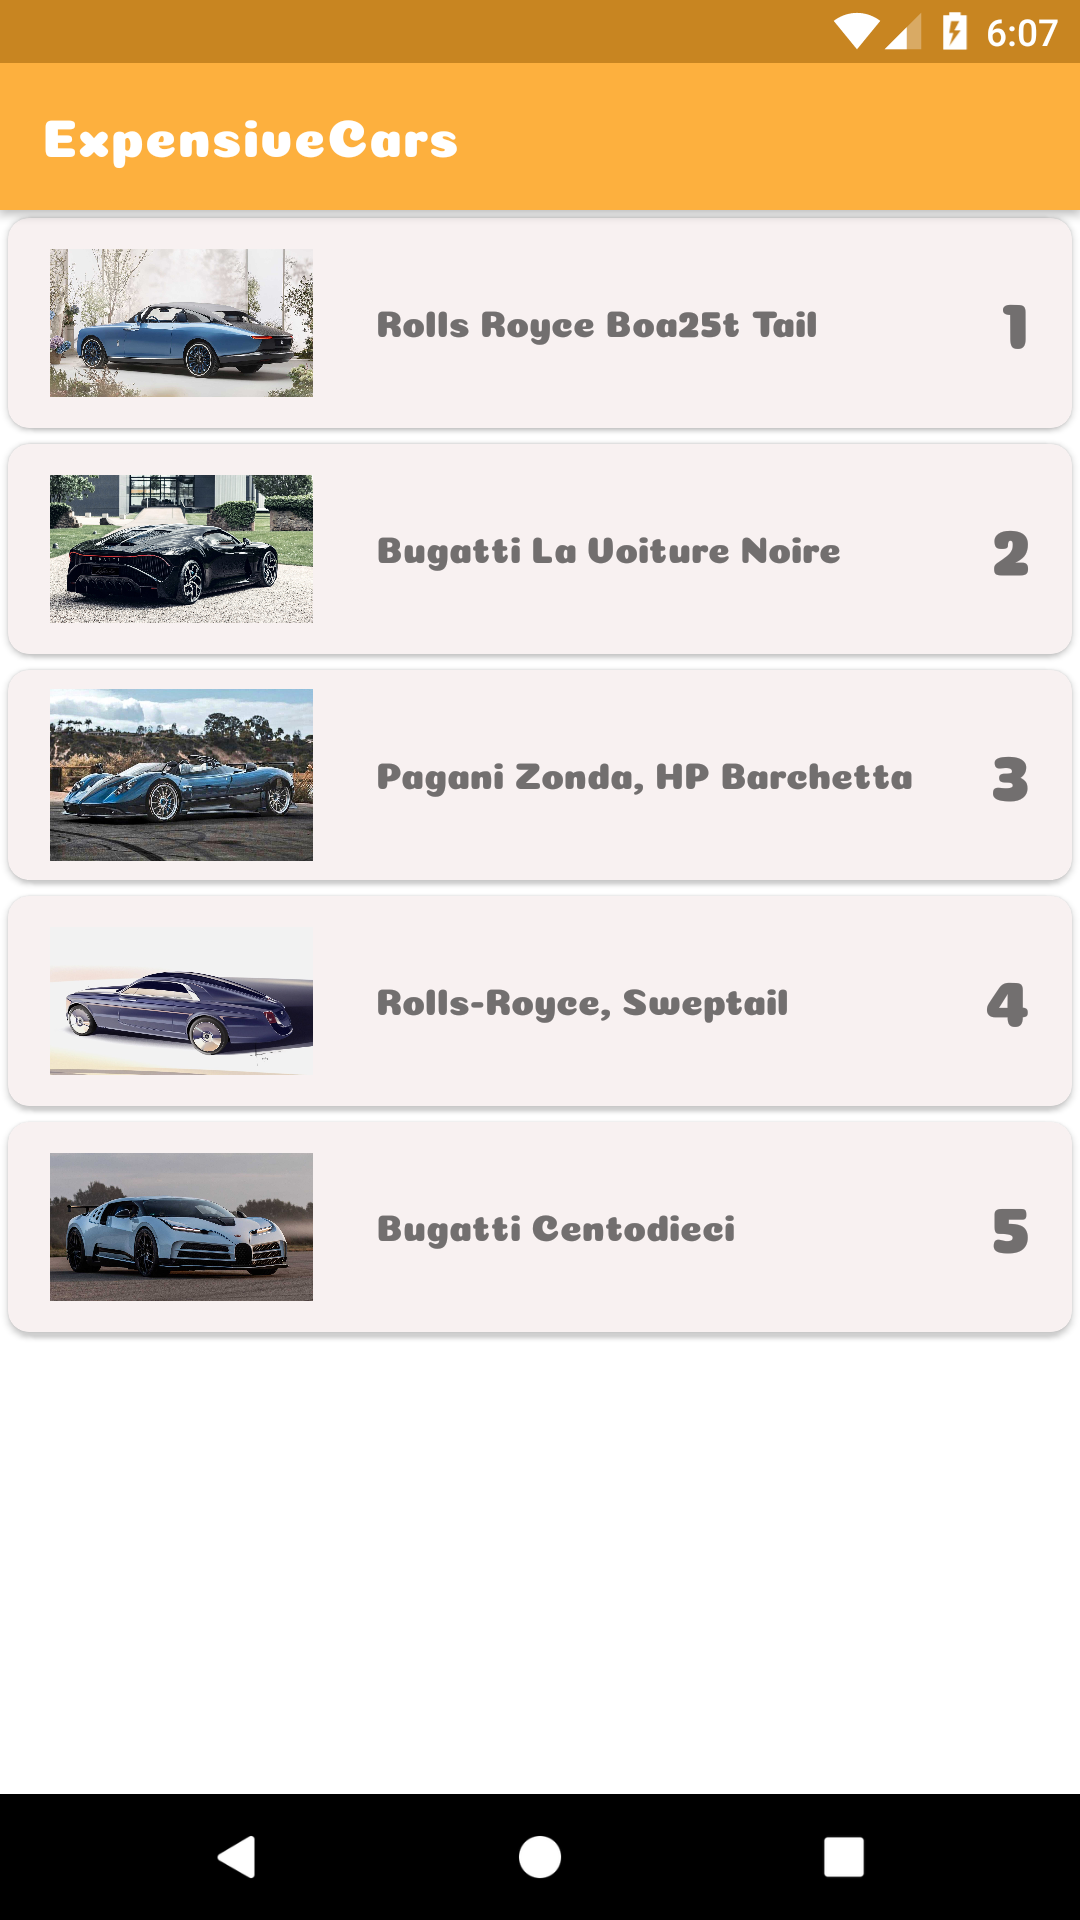 6:07
ExpensiveCars
Rolls Royce Boa25t Tail 1
Bugatti La Voiture Noire 2
Pagani Zonda, HP Barchetta 3
Rolls-Royce, Sweptail 4
Bugatti Centodieci 5